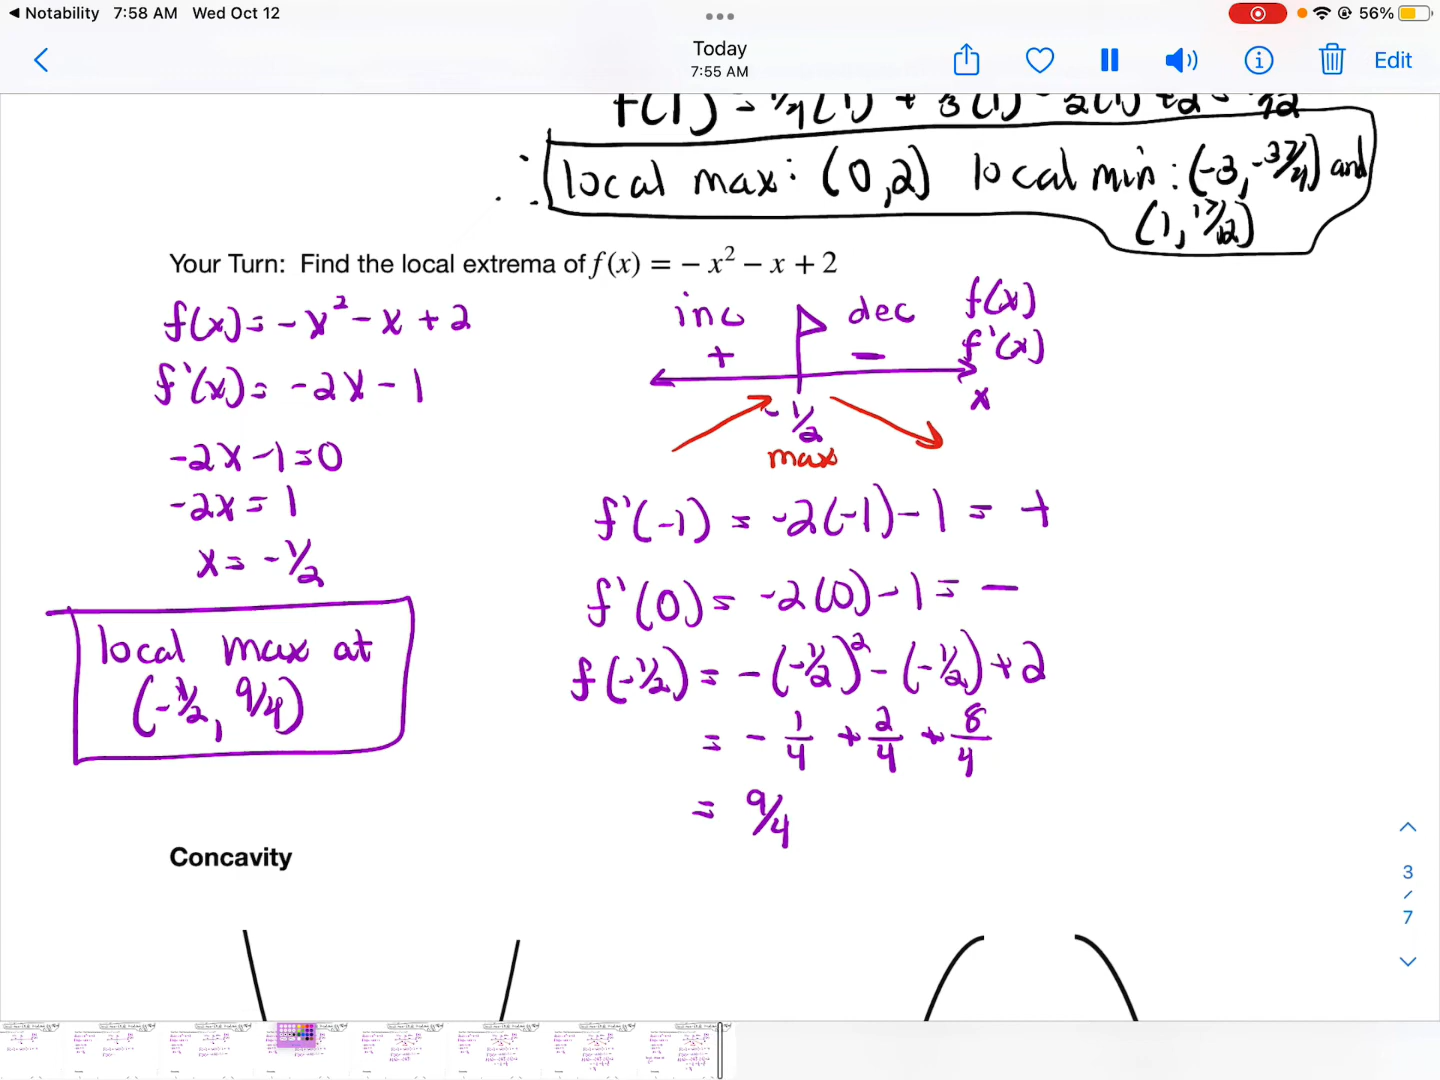 Notability 7:58 AM Wed Oct 12
56%
Today
7:55 AM
Edit
local max: (0,2) local min: (-3, -37/4) and
(1, 17/12)
Your Turn: Find the local extrema of f(x) = − x² − x + 2
f(x) = -x² - x + 2
f'(x) = -2x - 1
-2x - 1 = 0
-2x = 1
x = -1/2
local max at
(-1/2, 9/4)
inc dec f(x)
+ - f'(x)
-1/2 x
max
f'(-1) = -2(-1) - 1 = +
f'(0) = -2(0) - 1 = -
f(-1/2) = -(-1/2)² - (-1/2) + 2
= - 1/4 + 2/4 + 8/4
= 9/4
Concavity
3
/
7